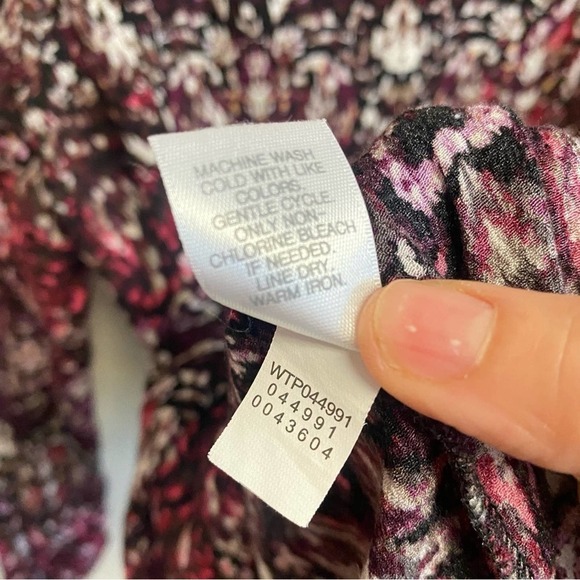 MACHINE WASH
COLD WITH LIKE
COLORS.
GENTLE CYCLE.
ONLY NON-
CHLORINE BLEACH
IF NEEDED.
LINE DRY.
WARM IRON.
WTP044991
044991
0043604